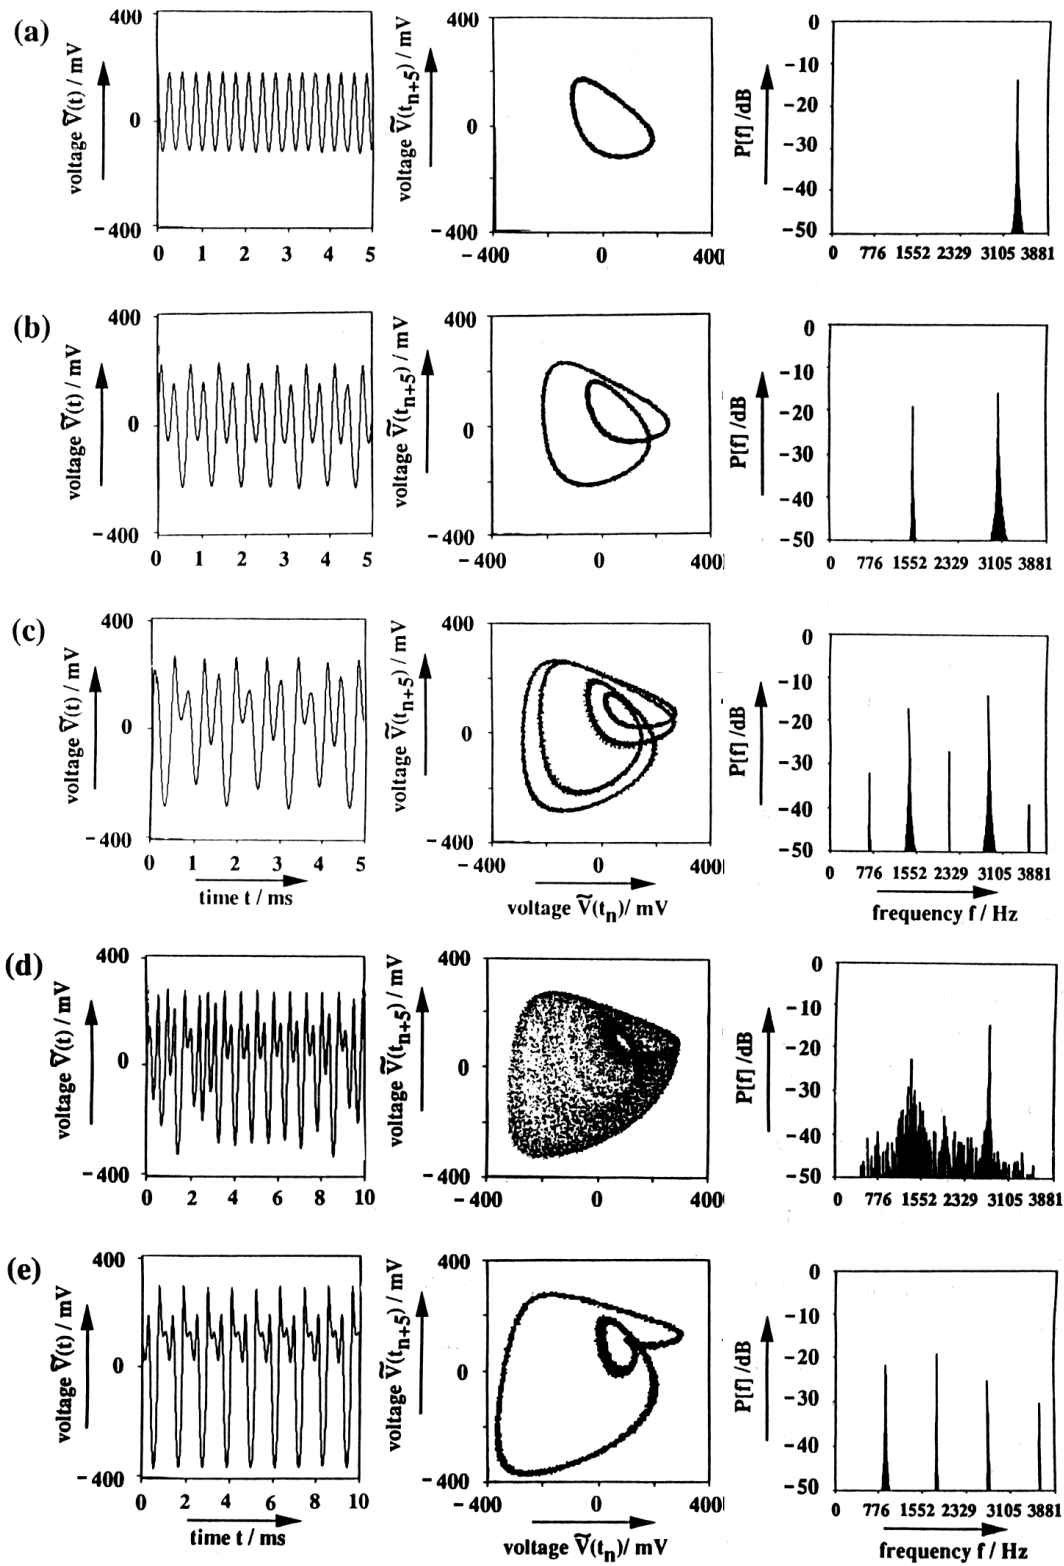 (a)
voltage Ṽ(t) / mV
400
0
−400
0 1 2 3 4 5
voltage Ṽ(tn+5) / mV
400
0
−400
−400 0 400
P[f] /dB
−0
−10
−20
−30
−40
−50
0 776 1552 2329 3105 3881
(b)
voltage Ṽ(t) / mV
400
0
−400
0 1 2 3 4 5
voltage Ṽ(tn+5) / mV
400
0
−400
−400 0 400
P[f] /dB
−0
−10
−20
−30
−40
−50
0 776 1552 2329 3105 3881
(c)
voltage Ṽ(t) / mV
400
0
−400
0 1 2 3 4 5
time t / ms
voltage Ṽ(tn+5) / mV
400
0
−400
−400 0 400
voltage Ṽ(tn)/ mV
P[f] /dB
−0
−10
−20
−30
−40
−50
0 776 1552 2329 3105 3881
frequency f / Hz
(d)
voltage Ṽ(t) / mV
400
0
−400
0 2 4 6 8 10
voltage Ṽ(tn+5) / mV
400
0
−400
−400 0 400
P[f] /dB
−0
−10
−20
−30
−40
−50
0 776 1552 2329 3105 3881
(e)
voltage Ṽ(t) / mV
400
0
−400
0 2 4 6 8 10
time t / ms
voltage Ṽ(tn+5) / mV
400
0
−400
−400 0 400
voltage Ṽ(tn)/ mV
P[f] /dB
−0
−10
−20
−30
−40
−50
0 776 1552 2329 3105 3881
frequency f / Hz